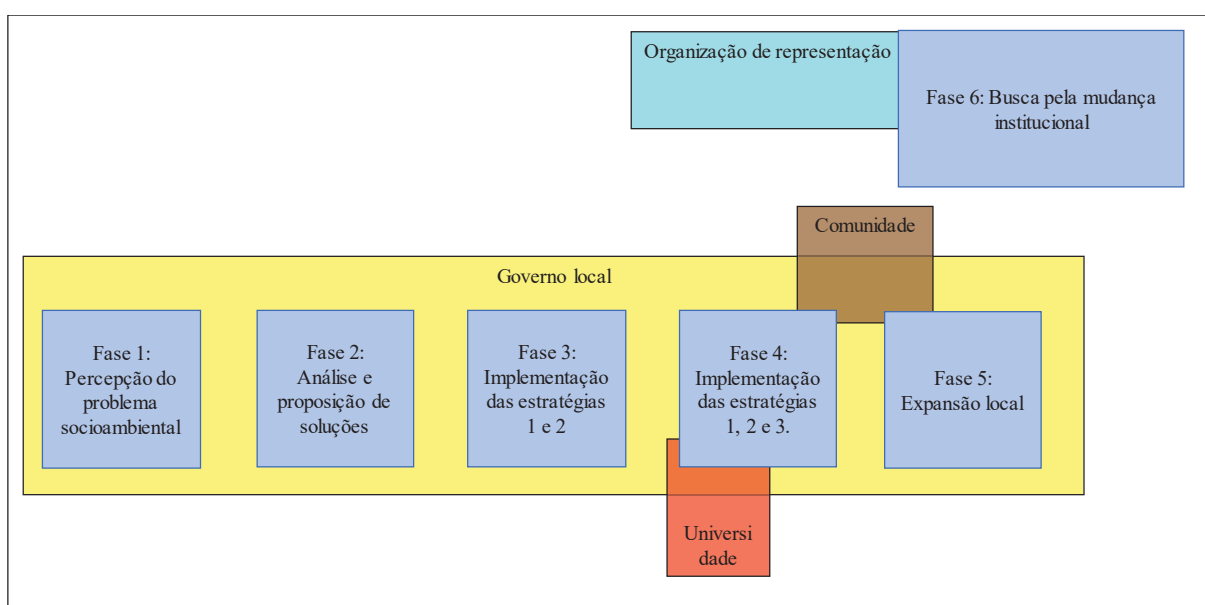 Organização de representação
Fase 6: Busca pela mudança
institucional
Comunidade
Governo local
Fase 1:
Percepção do
problema
socioambiental
Fase 2:
Análise e
proposição de
soluções
Fase 3:
Implementação
das estratégias
1 e 2
Fase 4:
Implementação
das estratégias
1, 2 e 3.
Fase 5:
Expansão local
Universi
dade